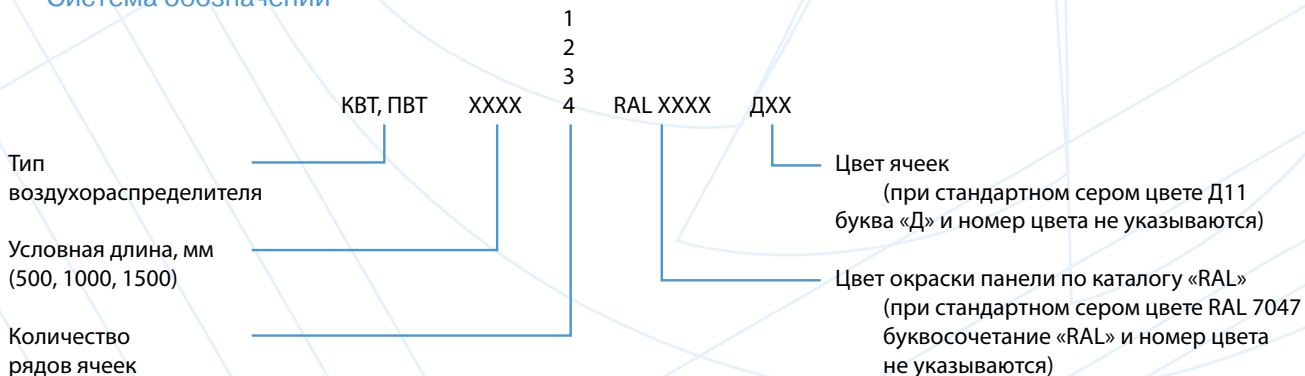 Система обозначений
1
2
3
КВТ, ПВТ XXXX 4 RAL XXXX ДХХ
Тип
воздухораспределителя
Условная длина, мм
(500, 1000, 1500)
Количество
рядов ячеек
Цвет ячеек
(при стандартном сером цвете Д11
буква «Д» и номер цвета не указываются)
Цвет окраски панели по каталогу «RAL»
(при стандартном сером цвете RAL 7047
буквосочетание «RAL» и номер цвета
не указываются)